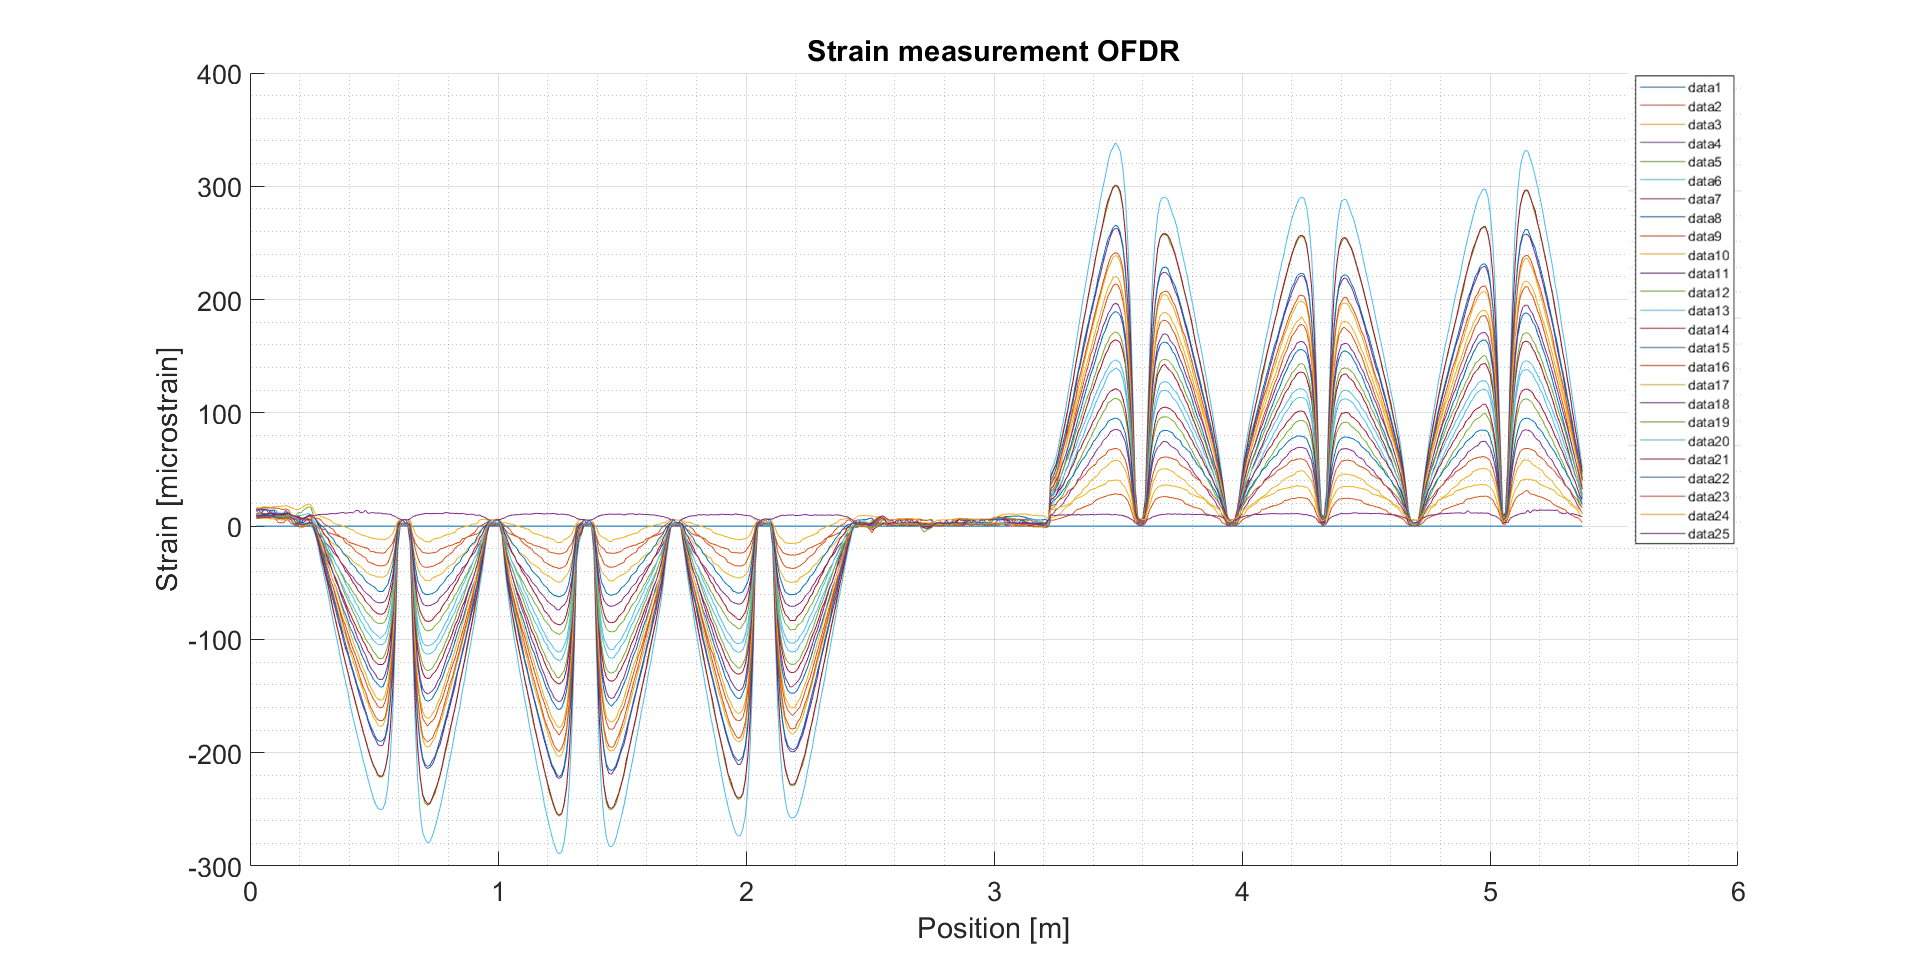 Strain measurement OFDR
400
300
200
100
0
-100
-200
-300
Strain [microstrain]
0 1 2 3 4 5 6
Position [m]
data1
data2
data3
data4
data5
data6
data7
data8
data9
data10
data11
data12
data13
data14
data15
data16
data17
data18
data19
data20
data21
data22
data23
data24
data25